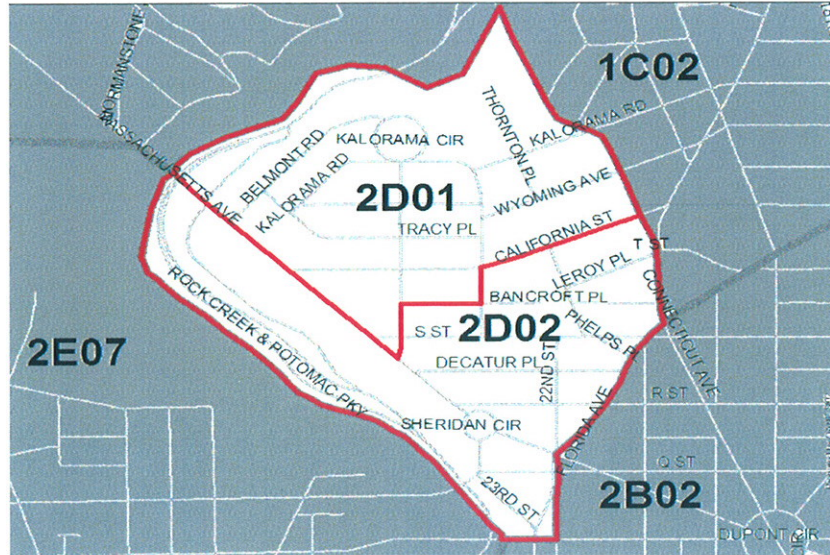 NORMANSTONE
1C02
MASSACHUSETTS AVE
BELMONT RD
KALORAMA CIR
KALORAMA RD
THORNTON PL
KALORAMA RD
2D01
WYOMING AVE
TRACY PL
CALIFORNIA ST
T ST
LEROY PL
ROCK CREEK & POTOMAC PKY
BANCROFT PL
CONNECTICUT AVE
S ST
2D02
PHELPS PL
2E07
DECATUR PL
22ND ST
R ST
SHERIDAN CIR
FLORIDA AVE
Q ST
23RD ST
2B02
DUPONT CIR